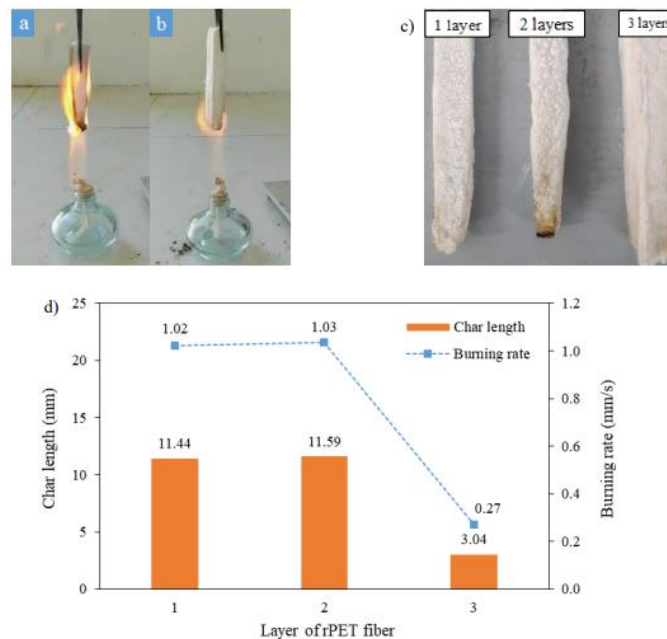 a
b
c)
1 layer
2 layers
3 layers
d)
25
20
15
10
5
0
Char length (mm)
1.2
1.0
0.8
0.6
0.4
0.2
0.0
Burning rate (mm/s)
Char length
Burning rate
1.02
1.03
0.27
11.44
11.59
3.04
1
2
3
Layer of rPET fiber